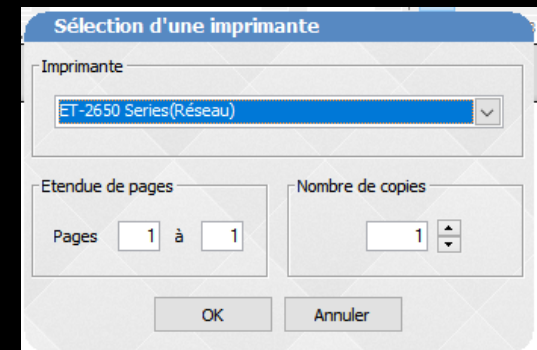 Sélection d'une imprimante
Imprimante
ET-2650 Series(Réseau)
Etendue de pages
Pages 1 à 1
Nombre de copies
1
OK Annuler